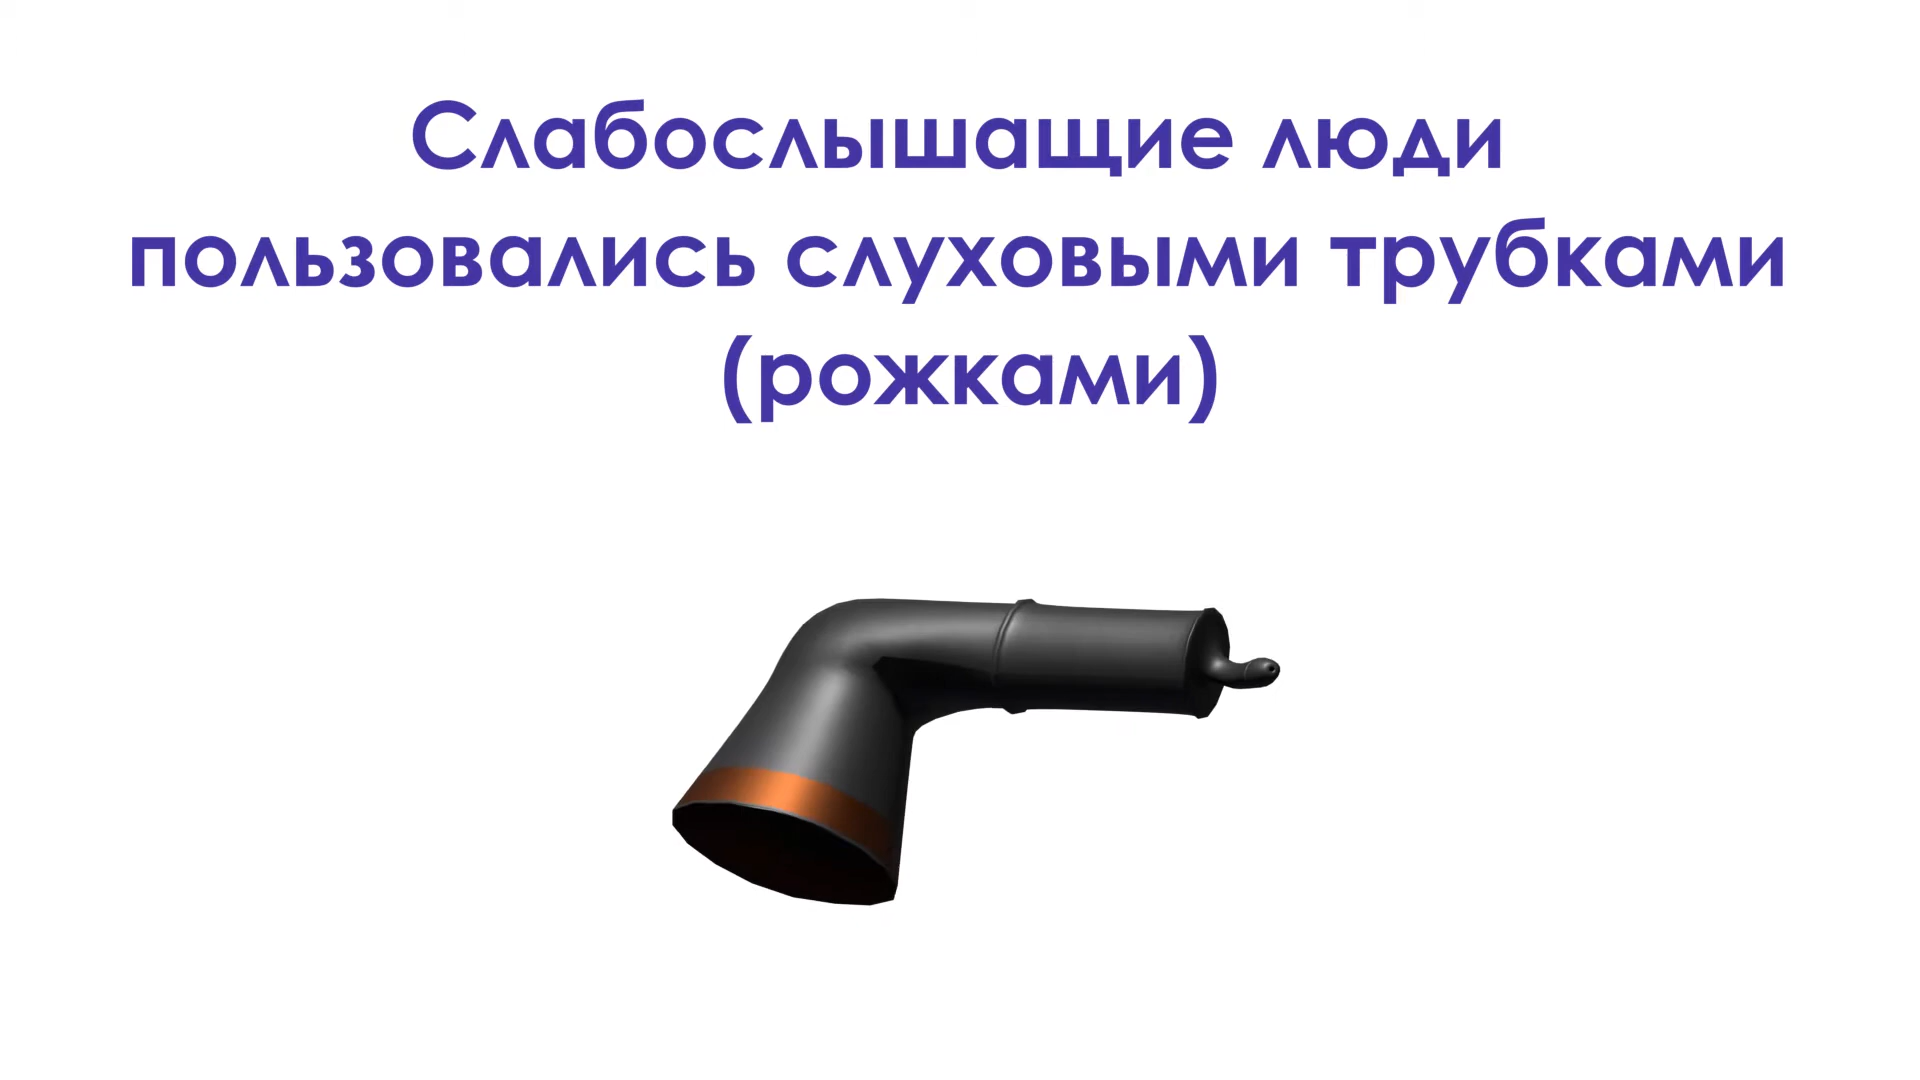 Слабослышащие люди
пользовались слуховыми трубками
(рожками)